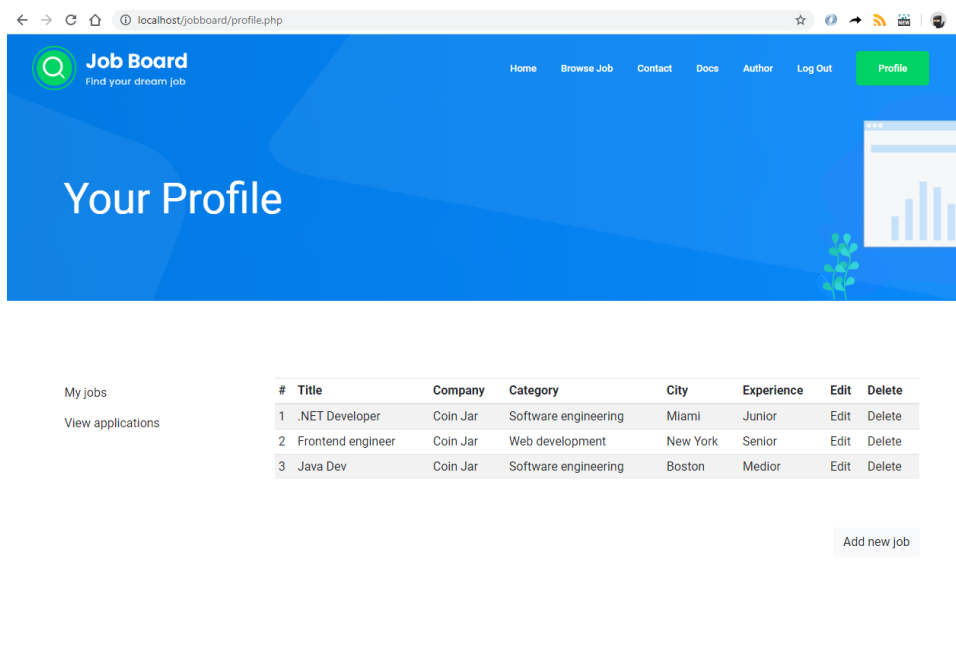 localhost/jobboard/profile.php
NEW
Job Board
Find your dream job
Home Browse Job Contact Docs Author Log Out Profile
Your Profile
My jobs
View applications
# Title Company Category City Experience Edit Delete
1 .NET Developer Coin Jar Software engineering Miami Junior Edit Delete
2 Frontend engineer Coin Jar Web development New York Senior Edit Delete
3 Java Dev Coin Jar Software engineering Boston Medior Edit Delete
Add new job